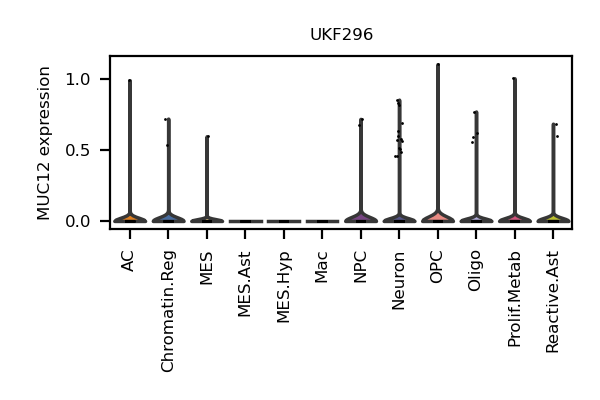 UKF296
MUC12 expression
1.0
0.5
0.0
AC
Chromatin.Reg
MES
MES.Ast
MES.Hyp
Mac
NPC
Neuron
OPC
Oligo
Prolif.Metab
Reactive.Ast